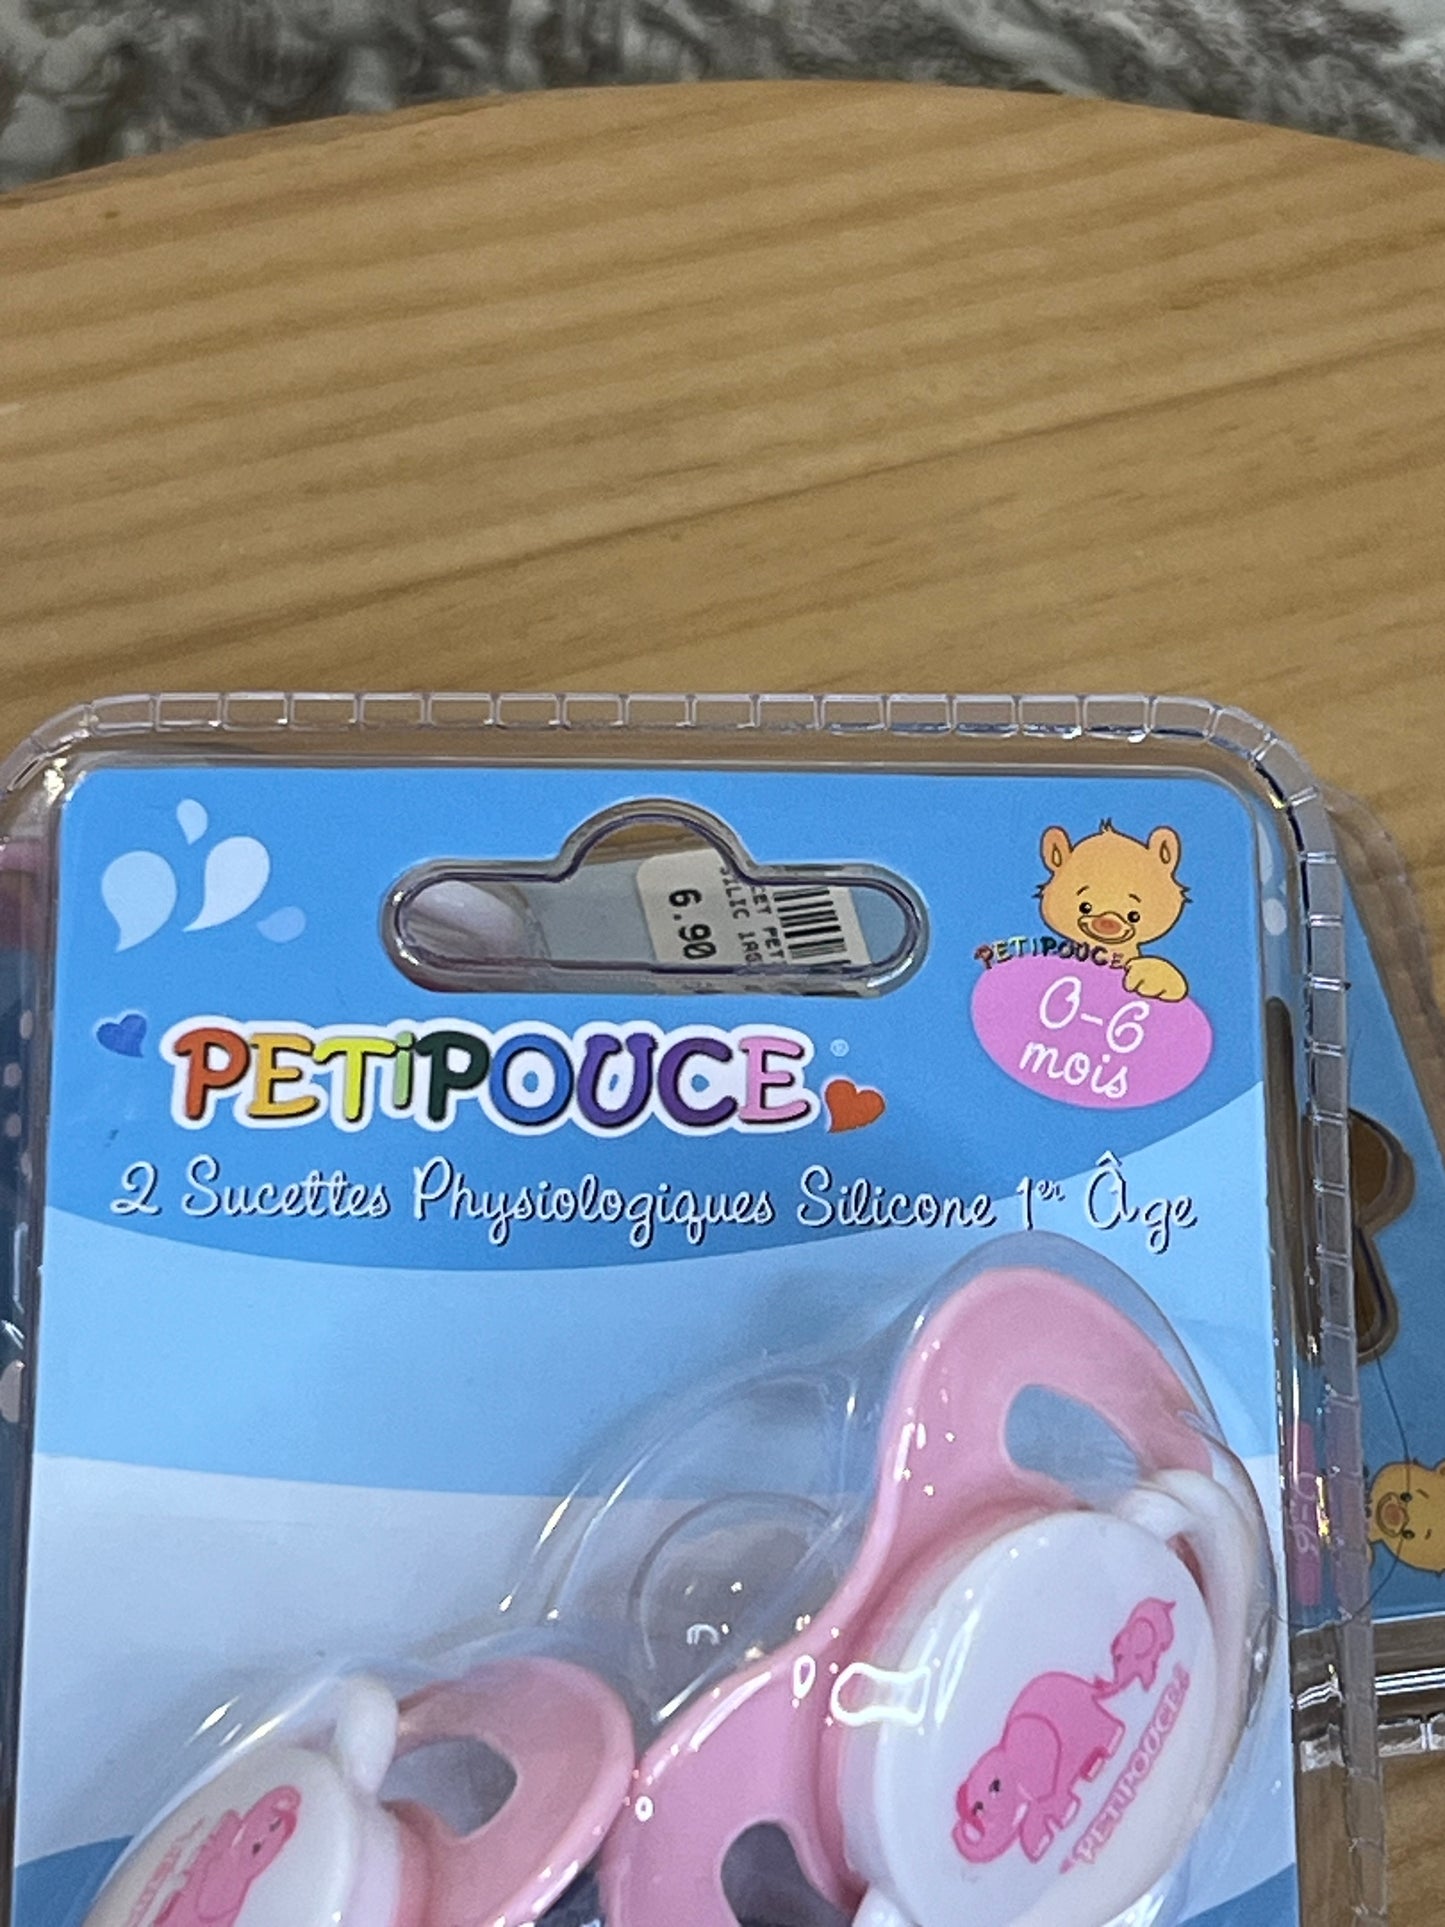 6.90
PETIPOUCE
PETIPOUCE
0-6
mois
2 Sucettes Physiologiques Silicone 1er Âge
PETIPOUCE